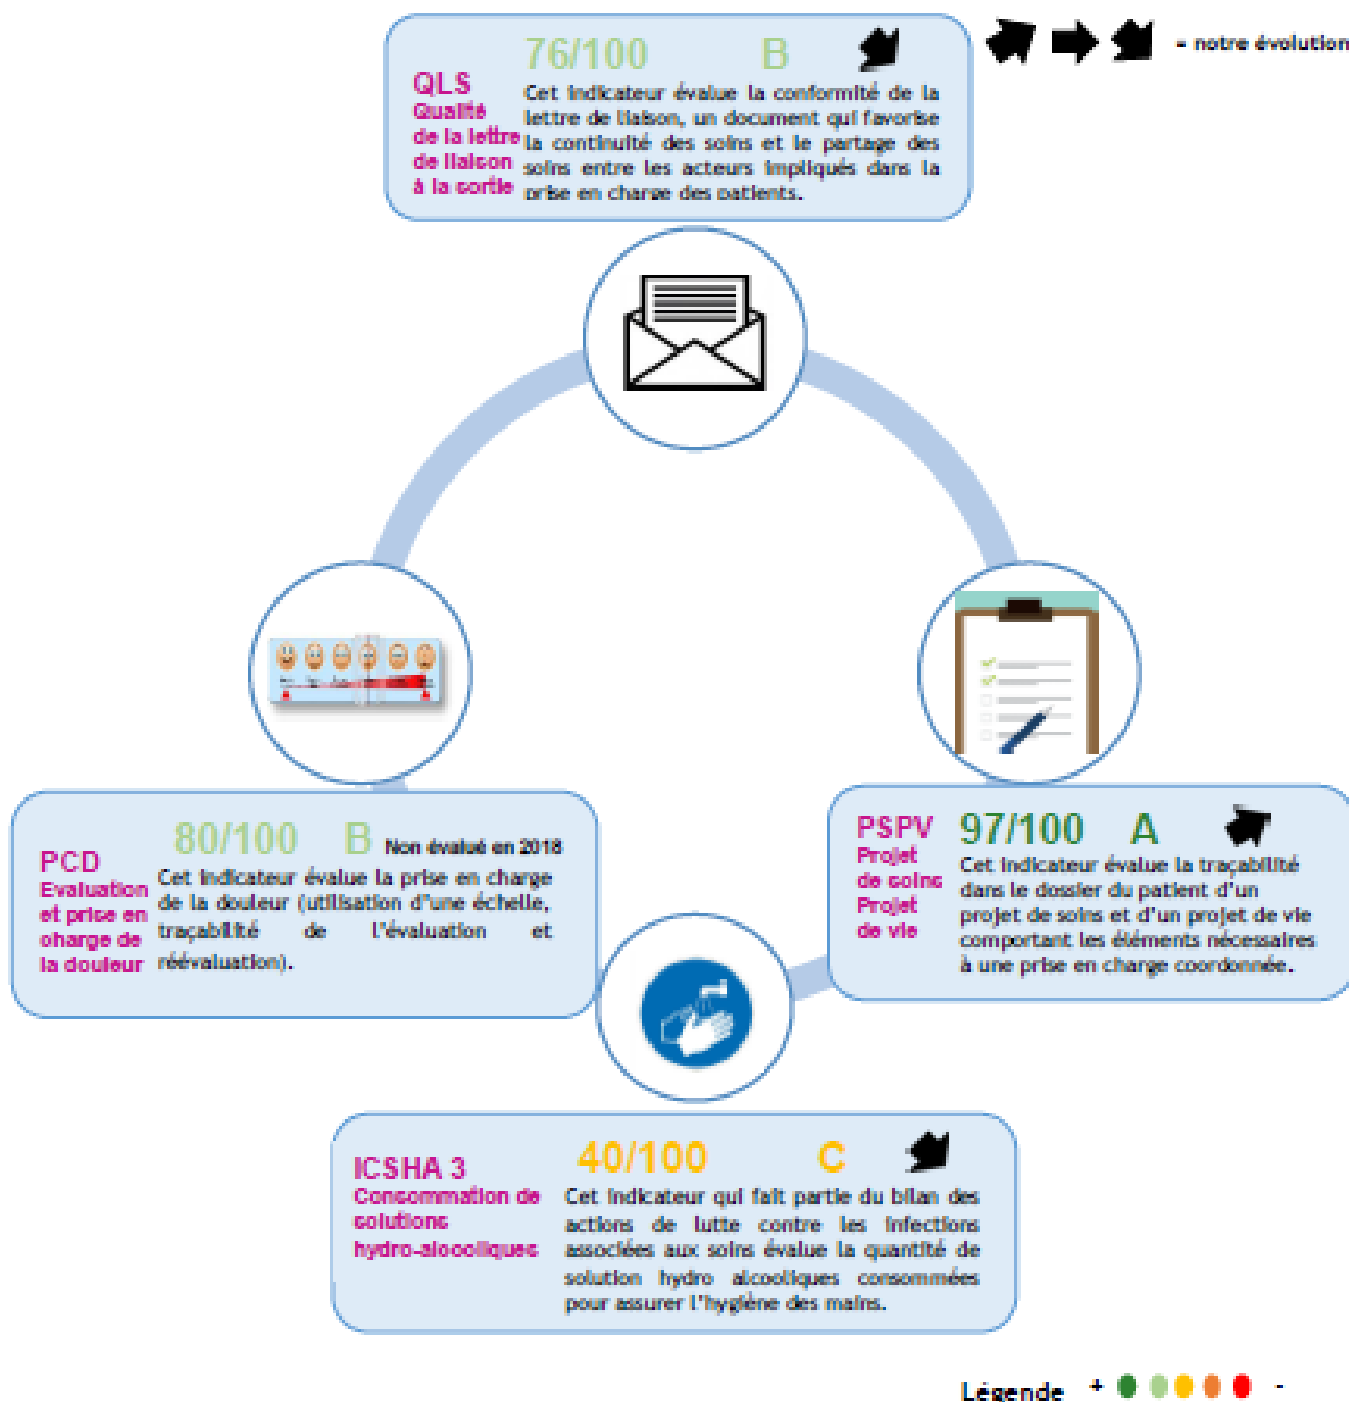 76/100 B
- notre évolution
QLS
Qualité
de la lettre
de liaison
à la sortie
Cet indicateur évalue la conformité de la
lettre de liaison, un document qui favorise
la continuité des soins et le partage des
soins entre les acteurs impliqués dans la
prise en charge des patients.
80/100 B Non évalué en 2018
PCD
Evaluation
et prise en
charge de
la douleur
Cet indicateur évalue la prise en charge
de la douleur (utilisation d'une échelle,
traçabilité de l'évaluation et
réévaluation).
PSPV
Projet
de soins
Projet
de vie
97/100 A
Cet indicateur évalue la traçabilité
dans le dossier du patient d'un
projet de soins et d'un projet de vie
comportant les éléments nécessaires
à une prise en charge coordonnée.
ICSHA 3
Consommation de
solutions
hydro-alcooliques
40/100 C
Cet indicateur qui fait partie du bilan des
actions de lutte contre les infections
associées aux soins évalue la quantité de
solution hydro alcooliques consommées
pour assurer l'hygiène des mains.
Légende + -